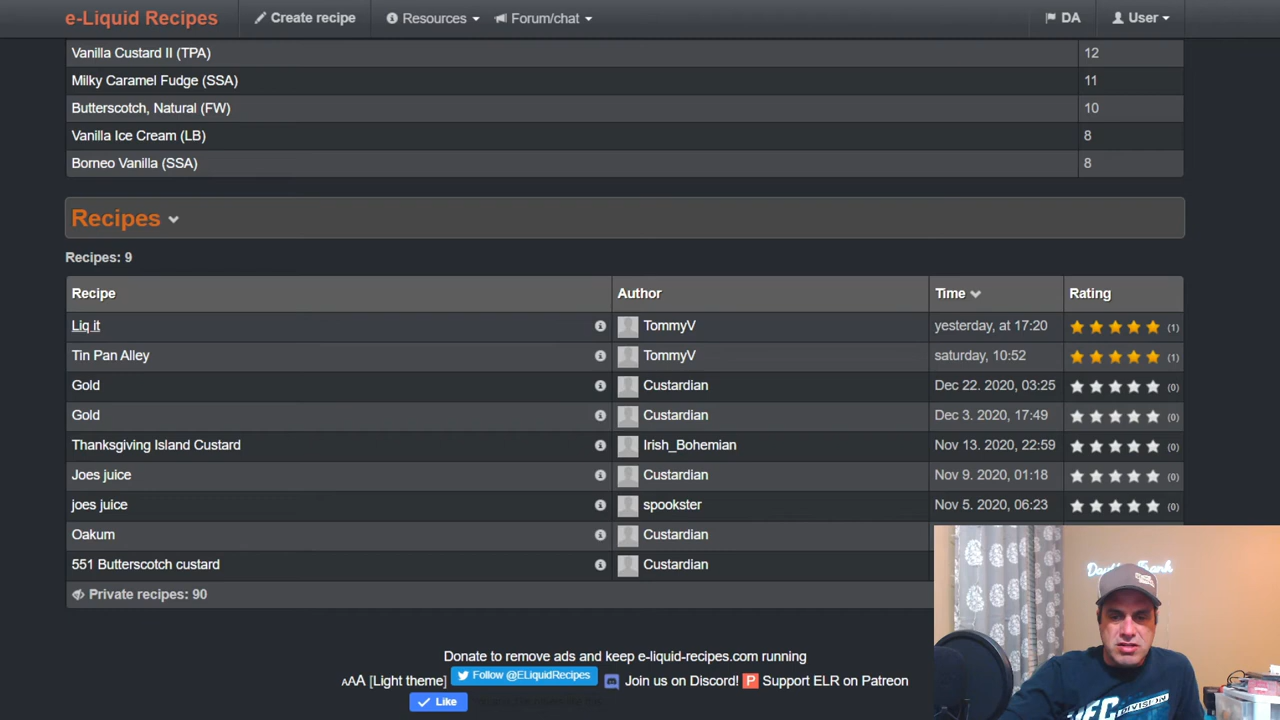 e-Liquid Recipes Create recipe Resources Forum/chat DA User
Vanilla Custard II (TPA) 12
Milky Caramel Fudge (SSA) 11
Butterscotch, Natural (FW) 10
Vanilla Ice Cream (LB) 8
Borneo Vanilla (SSA) 8
Recipes
Recipes: 9
Recipe Author Time Rating
Liq it TommyV yesterday, at 17:20 (1)
Tin Pan Alley TommyV saturday, 10:52 (1)
Gold Custardian Dec 22. 2020, 03:25 (0)
Gold Custardian Dec 3. 2020, 17:49 (0)
Thanksgiving Island Custard Irish_Bohemian Nov 13. 2020, 22:59 (0)
Joes juice Custardian Nov 9. 2020, 01:18 (0)
joes juice spookster Nov 5. 2020, 06:23 (0)
Oakum Custardian
551 Butterscotch custard Custardian
Private recipes: 90
Donate to remove ads and keep e-liquid-recipes.com running
AAA [Light theme] Follow @ELiquidRecipes Join us on Discord! Support ELR on Patreon
Like